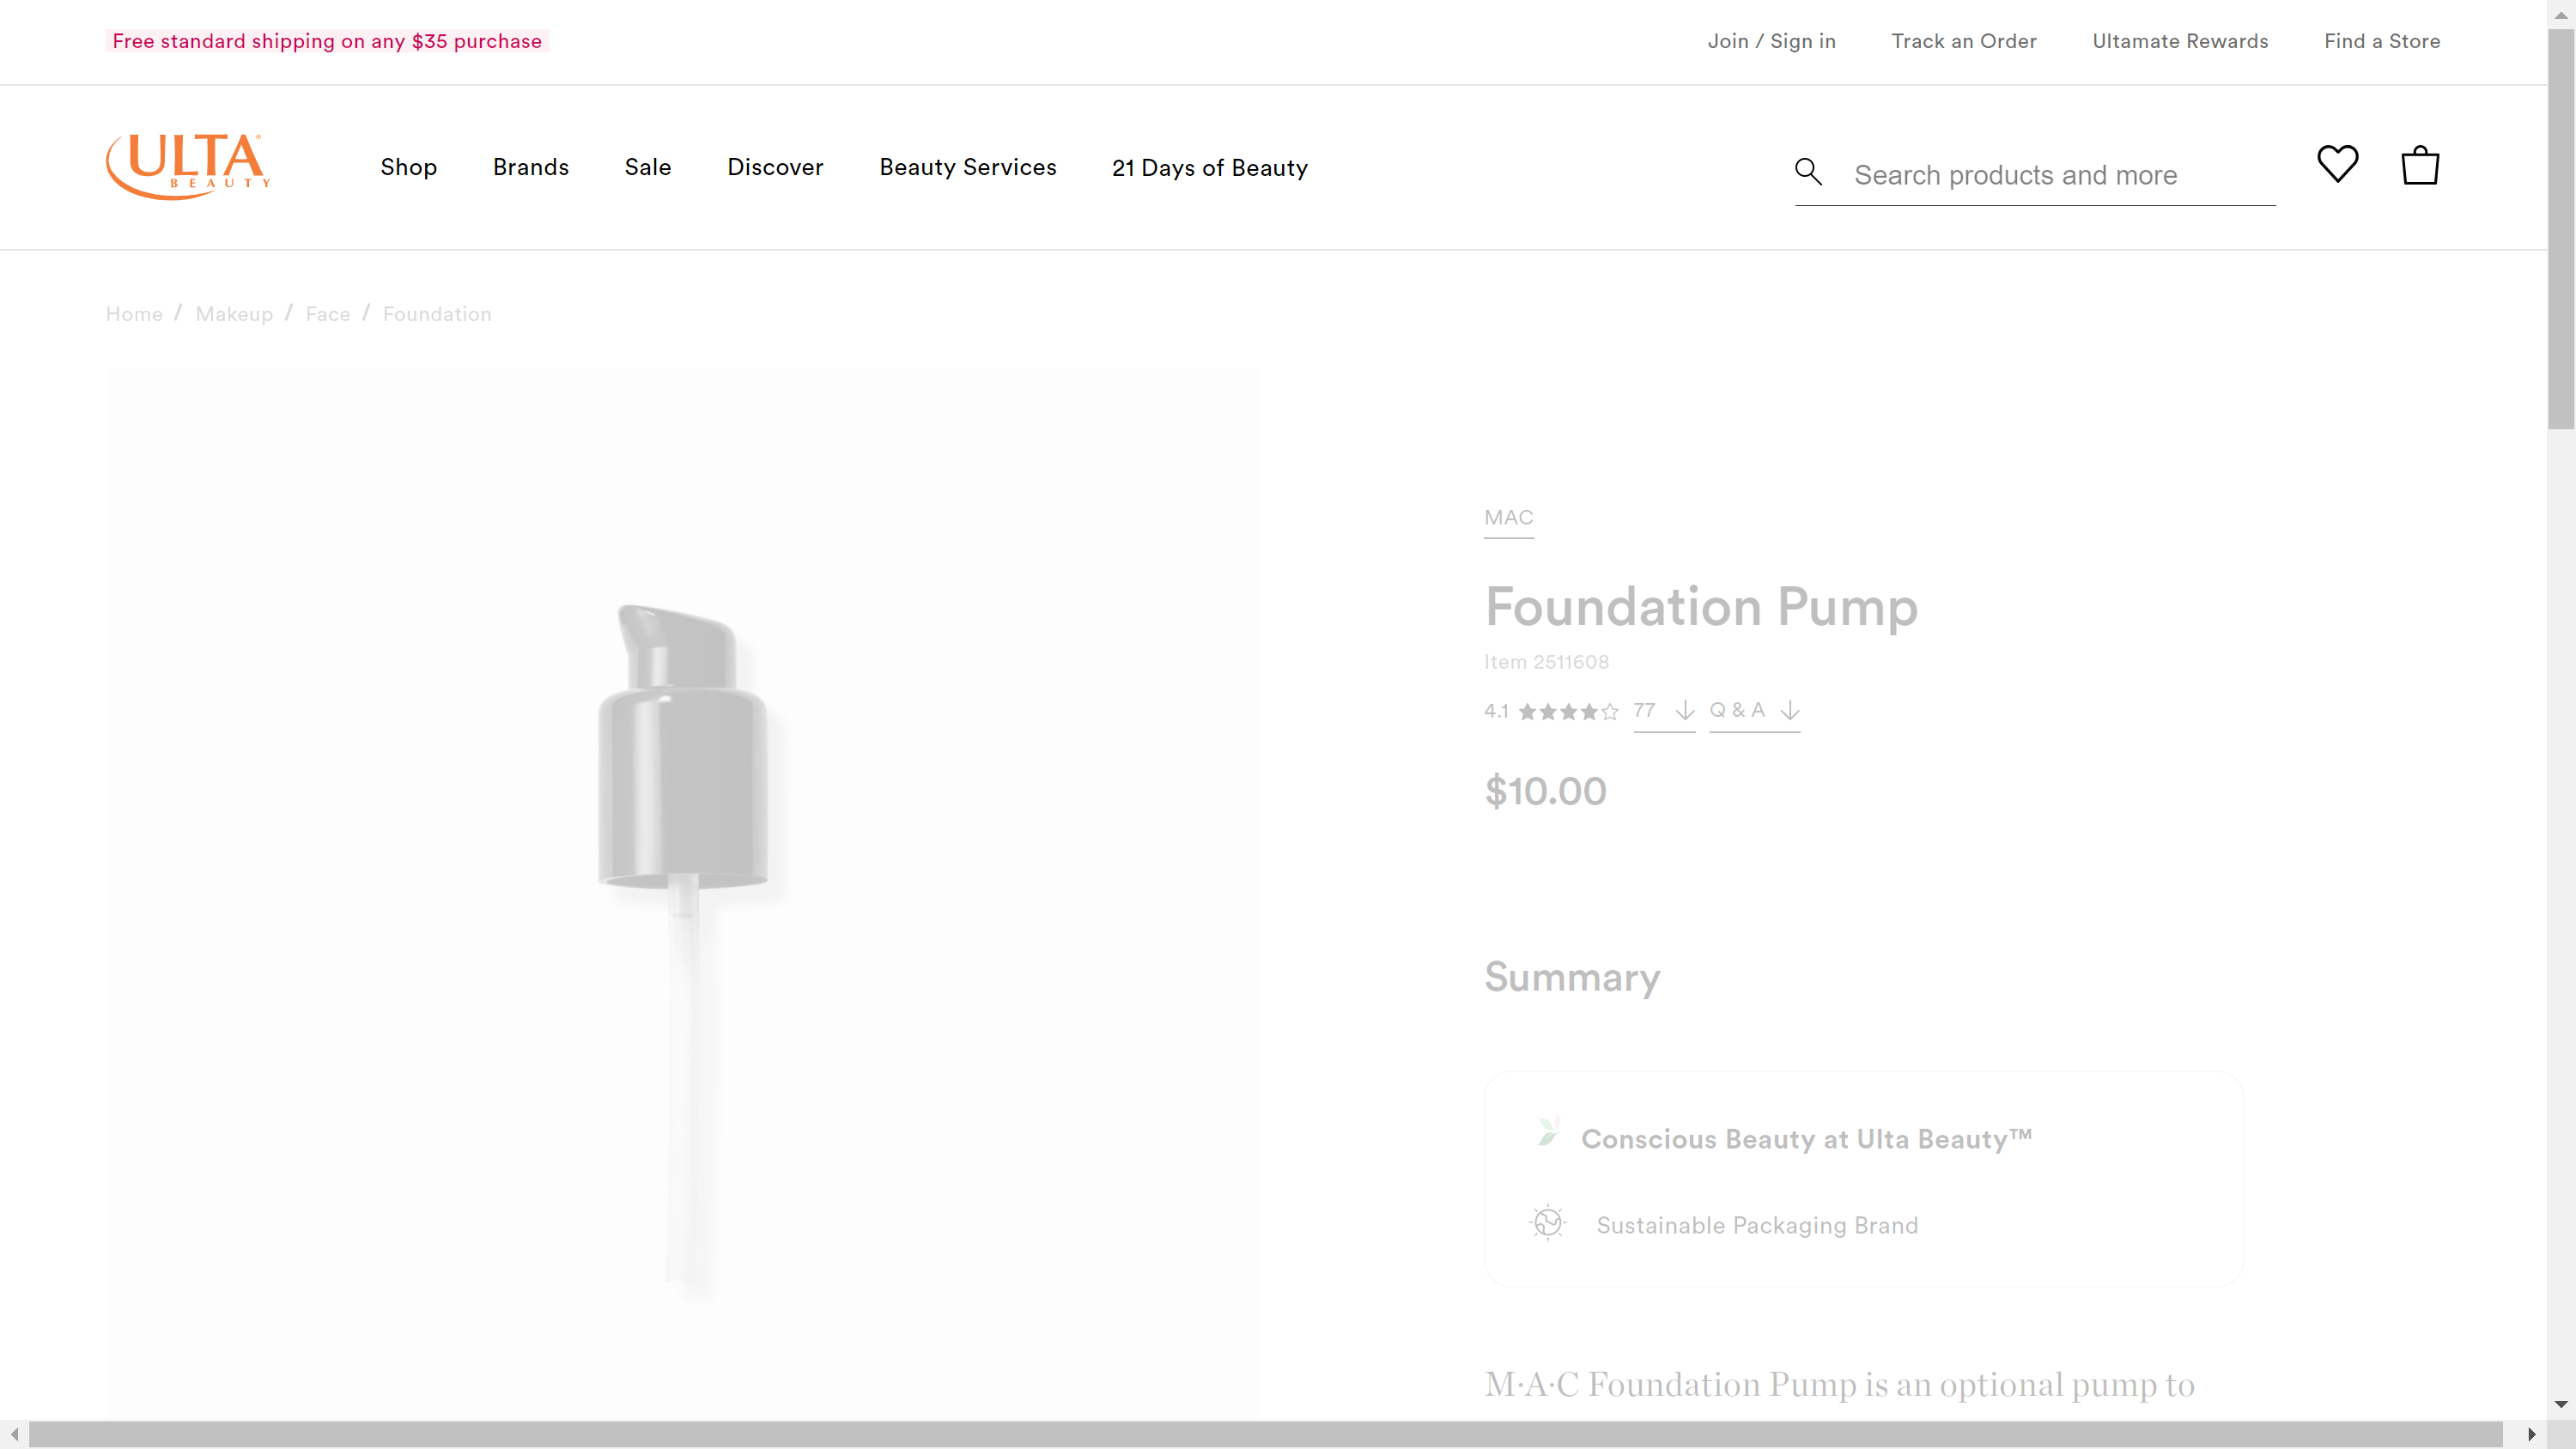 Free standard shipping on any $35 purchase
Join / Sign in
Track an Order
Ultamate Rewards
Find a Store
ULTA
BEAUTY
Shop
Brands
Sale
Discover
Beauty Services
21 Days of Beauty
Search products and more
Home / Makeup / Face / Foundation
MAC
Foundation Pump
Item 2511608
4.1
77
Q & A
$10.00
Summary
Conscious Beauty at Ulta Beauty™
Sustainable Packaging Brand
M·A·C Foundation Pump is an optional pump to